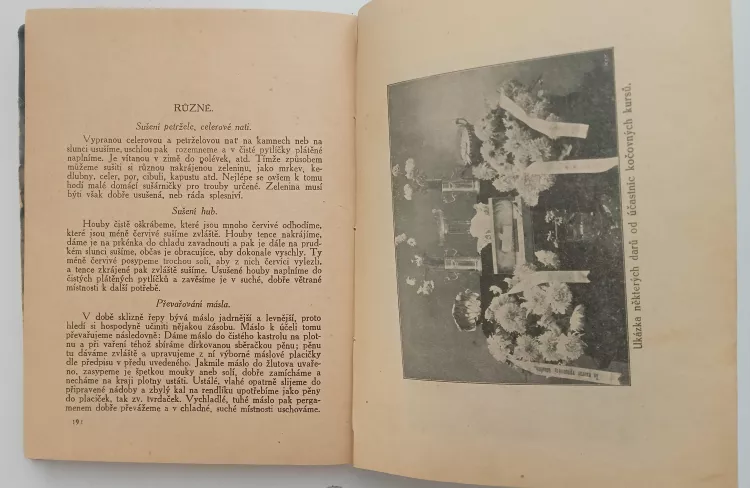 RŮZNÉ.
Sušení petržele, celerové nati.
Vypranou celerovou a petrželovou nať na kamnech neb na
slunci usušíme, uschlou pak rozemneme a v čisté pytlíčky plátěné
naplníme. Je vítanou v zimě do polévek, atd. Tímže způsobem
můžeme sušiti si různou nakrájenou zeleninu, jako mrkev, ke-
dlubny, celer, por, cibuli, kapustu atd. Nejlépe se ovšem k tomu
hodí malé domácí sušárničky pro trouby určené. Zelenina musí
býti však dobře usušená, neb ráda splesniví.
Sušení hub.
Houby čistě oškrábeme, které jsou mnoho červivé odhodíme,
které jsou méně červivé sušíme zvláště. Houby tence nakrájíme,
dáme je na prkénka do chladu zavadnouti a pak je dále na prud-
kém slunci sušíme, občas je obracujíce, aby dokonale vyschly. Ty
méně červivé posypeme trochou soli, aby z nich červíci vylezli,
a tence zkrájené pak zvláště sušíme. Usušené houby naplníme do
čistých plátěných pytlíčků a zavěsíme je v suché, dobře větrané
místnosti k další potřebě.
Převařování másla.
V době sklizně řepy bývá máslo jadrnější a levnější, proto
hledí si hospodyně učiniti nějakou zásobu. Máslo k účeli tomu
převařujeme následovně: Dáme máslo do čistého kastrolu na plot-
nu a při vaření téhož sbíráme dírkovanou sběračkou pěnu; pěnu
tu dáváme zvláště a upravujeme z ní výborné máslové placičky
dle předpisu v předu uvedeného. Jakmile máslo do žlutova uvaře-
no, zasypeme je špetkou mouky aneb solí, dobře zamícháme a
necháme na kraji plotny ustáti. Ustálé, vlahé opatrně slijeme do
připravené nádoby a zbylý kal na rendlíku upotřebíme jako pěny
do placiček, tak zv. tvrdaček. Vychladlé, tuhé máslo pak perga-
menem dobře převážeme a v chladné, suché místnosti uschováme.
191
Ukázka některých darů od účastnic kočovných kursů.